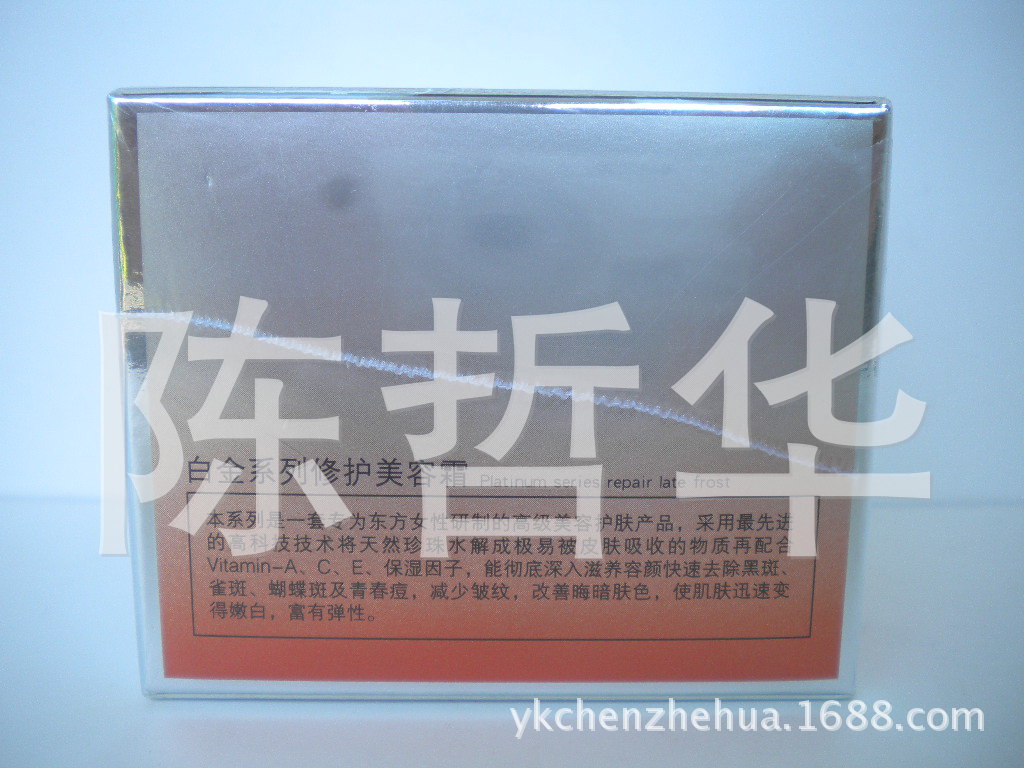 陈哲华
白金系列修护美容霜 Platinum series repair late frost
本系列是一套专为东方女性研制的高级美容护肤产品，采用最先进
的高科技技术将天然珍珠水解成极易被皮肤吸收的物质再配合
Vitamin-A、C、E、保湿因子，能彻底深入滋养容颜快速去除黑斑、
雀斑、蝴蝶斑及青春痘，减少皱纹，改善晦暗肤色，使肌肤迅速变
得嫩白，富有弹性。
ykchenzhehua.1688.com